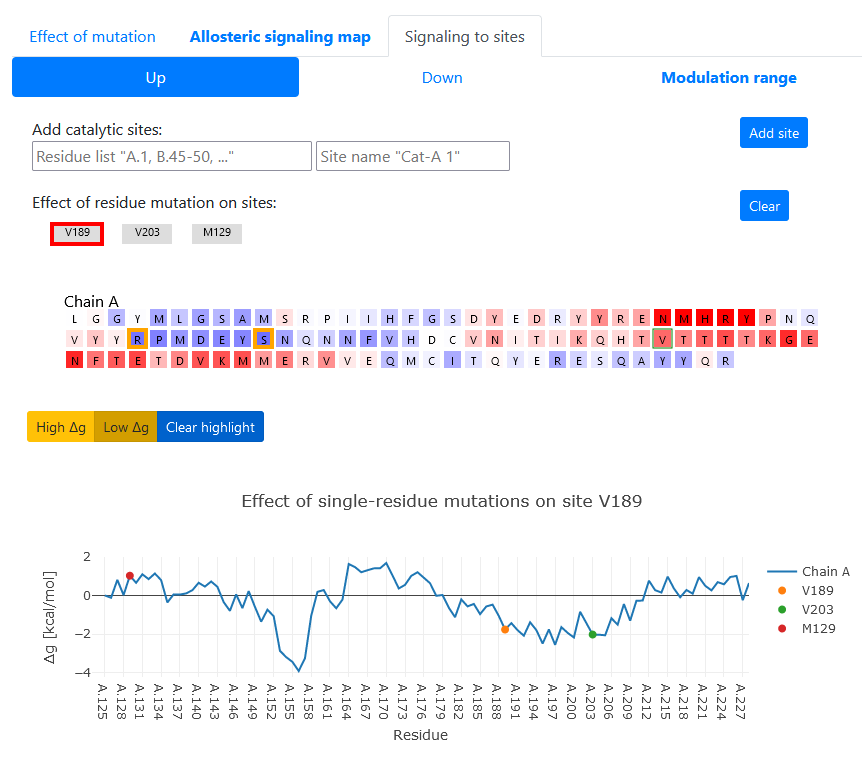 Effect of mutation Allosteric signaling map Signaling to sites
Up Down Modulation range
Add catalytic sites: Add site
Residue list "A.1, B.45-50, ..." Site name "Cat-A 1"
Effect of residue mutation on sites: Clear
V189 V203 M129
Chain A
L G G Y M L G S A M S R P I I H F G S D Y E D R Y Y R E N M H R Y P N Q
V Y Y R P M D E Y S N Q N N F V H D C V N I T I K Q H T V T T T T K G E
N F T E T D V K M M E R V V E Q M C I T Q Y E R E S Q A Y Y Q R
High Δg Low Δg Clear highlight
Effect of single-residue mutations on site V189
Δg [kcal/mol]
2
0
−2
−4
A.125 A.128 A.131 A.134 A.137 A.140 A.143 A.146 A.149 A.152 A.155 A.158 A.161 A.164 A.167 A.170 A.173 A.176 A.179 A.182 A.185 A.188 A.191 A.194 A.197 A.200 A.203 A.206 A.209 A.212 A.215 A.218 A.221 A.224 A.227
Residue
Chain A
V189
V203
M129